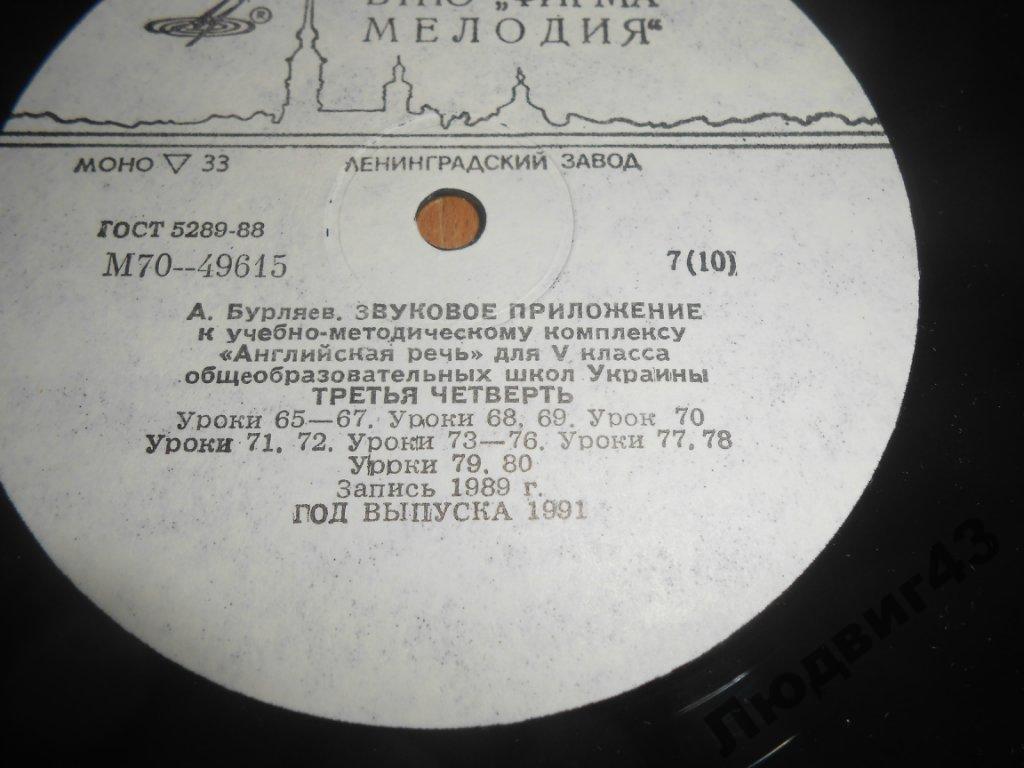 ВТПО „ФИРМА
МЕЛОДИЯ“
®
МОНО ▽ 33 ЛЕНИНГРАДСКИЙ ЗАВОД
ГОСТ 5289-88
М70--49615 7(10)
А. Бурляев. ЗВУКОВОЕ ПРИЛОЖЕНИЕ
к учебно-методическому комплексу
«Английская речь» для V класса
общеобразовательных школ Украины
ТРЕТЬЯ ЧЕТВЕРТЬ
Уроки 65—67. Уроки 68, 69. Урок 70
Уроки 71, 72. Уроки 73—76. Уроки 77, 78
Уроки 79, 80
Запись 1989 г.
ГОД ВЫПУСКА 1991
Людвиг43